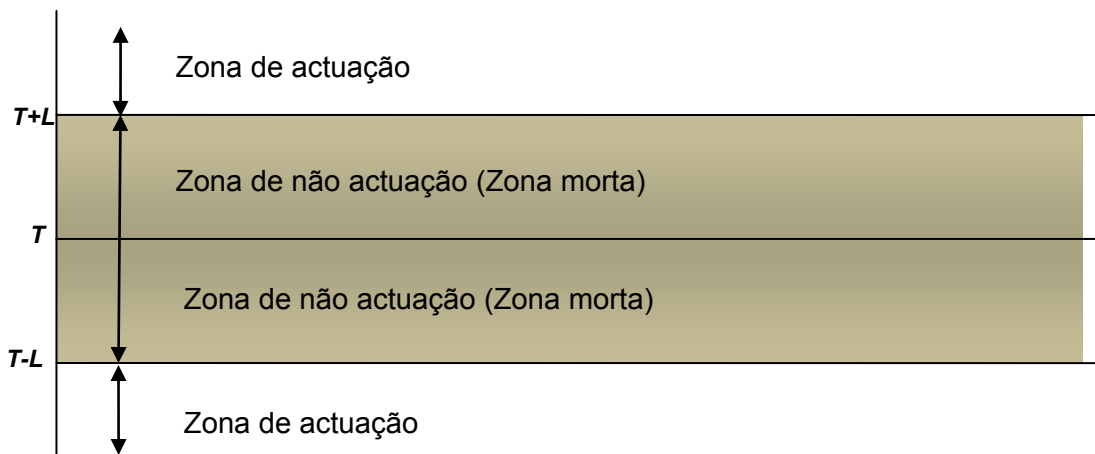 Zona de actuação
T+L
Zona de não actuação (Zona morta)
T
Zona de não actuação (Zona morta)
T-L
Zona de actuação